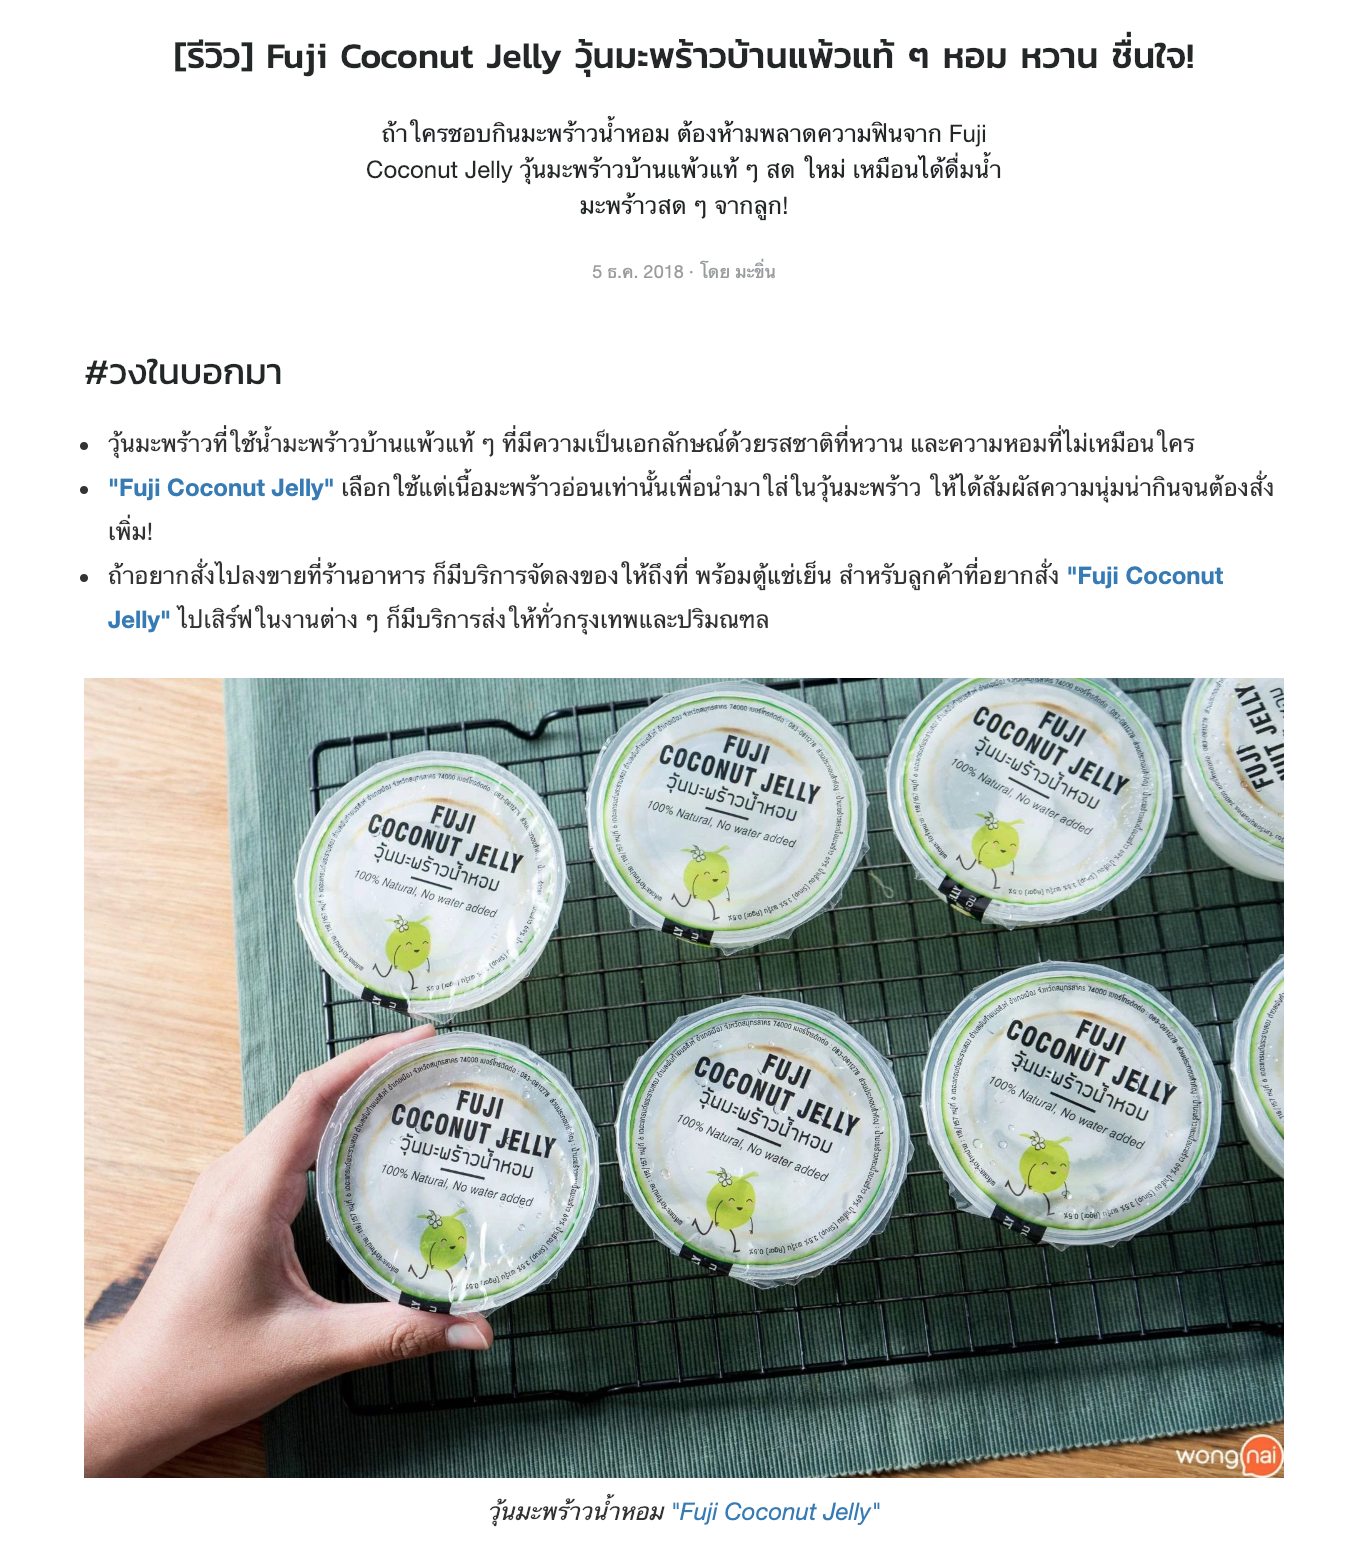 [รีวิว] Fuji Coconut Jelly วุ้นมะพร้าวบ้านแพ้วแท้ ๆ หอม หวาน ชื่นใจ!
ถ้าใครชอบกินมะพร้าวน้ำหอม ต้องห้ามพลาดความฟินจาก Fuji
Coconut Jelly วุ้นมะพร้าวบ้านแพ้วแท้ ๆ สด ใหม่ เหมือนได้ดื่มน้ำ
มะพร้าวสด ๆ จากลูก!
5 ธ.ค. 2018 · โดย มะขิ่น
#วงในบอกมา
วุ้นมะพร้าวที่ใช้น้ำมะพร้าวบ้านแพ้วแท้ ๆ ที่มีความเป็นเอกลักษณ์ด้วยรสชาติที่หวาน และความหอมที่ไม่เหมือนใคร
"Fuji Coconut Jelly" เลือกใช้แต่เนื้อมะพร้าวอ่อนเท่านั้นเพื่อนำมาใส่ในวุ้นมะพร้าว ให้ได้สัมผัสความนุ่มน่ากินจนต้องสั่ง
เพิ่ม!
ถ้าอยากสั่งไปลงขายที่ร้านอาหาร ก็มีบริการจัดลงของให้ถึงที่ พร้อมตู้แช่เย็น สำหรับลูกค้าที่อยากสั่ง "Fuji Coconut
Jelly" ไปเสิร์ฟในงานต่าง ๆ ก็มีบริการส่งให้ทั่วกรุงเทพและปริมณฑล
FUJI
COCONUT JELLY
วุ้นมะพร้าวน้ำหอม
100% Natural, No water added
FUJI
COCONUT JELLY
วุ้นมะพร้าวน้ำหอม
100% Natural, No water added
FUJI
COCONUT JELLY
วุ้นมะพร้าวน้ำหอม
100% Natural, No water added
FUJI
FUJI
COCONUT JELLY
วุ้นมะพร้าวน้ำหอม
100% Natural, No water added
FUJI
COCONUT JELLY
วุ้นมะพร้าวน้ำหอม
100% Natural, No water added
FUJI
COCONUT JELLY
วุ้นมะพร้าวน้ำหอม
100% Natural, No water added
wongnai
วุ้นมะพร้าวน้ำหอม "Fuji Coconut Jelly"